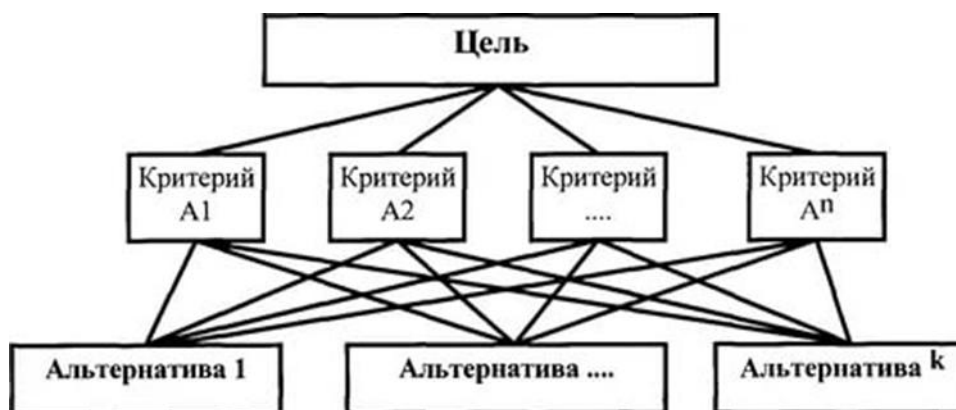 Цель
Критерий
А1
Критерий
А2
Критерий
....
Критерий
Аn
Альтернатива 1
Альтернатива ....
Альтернатива k